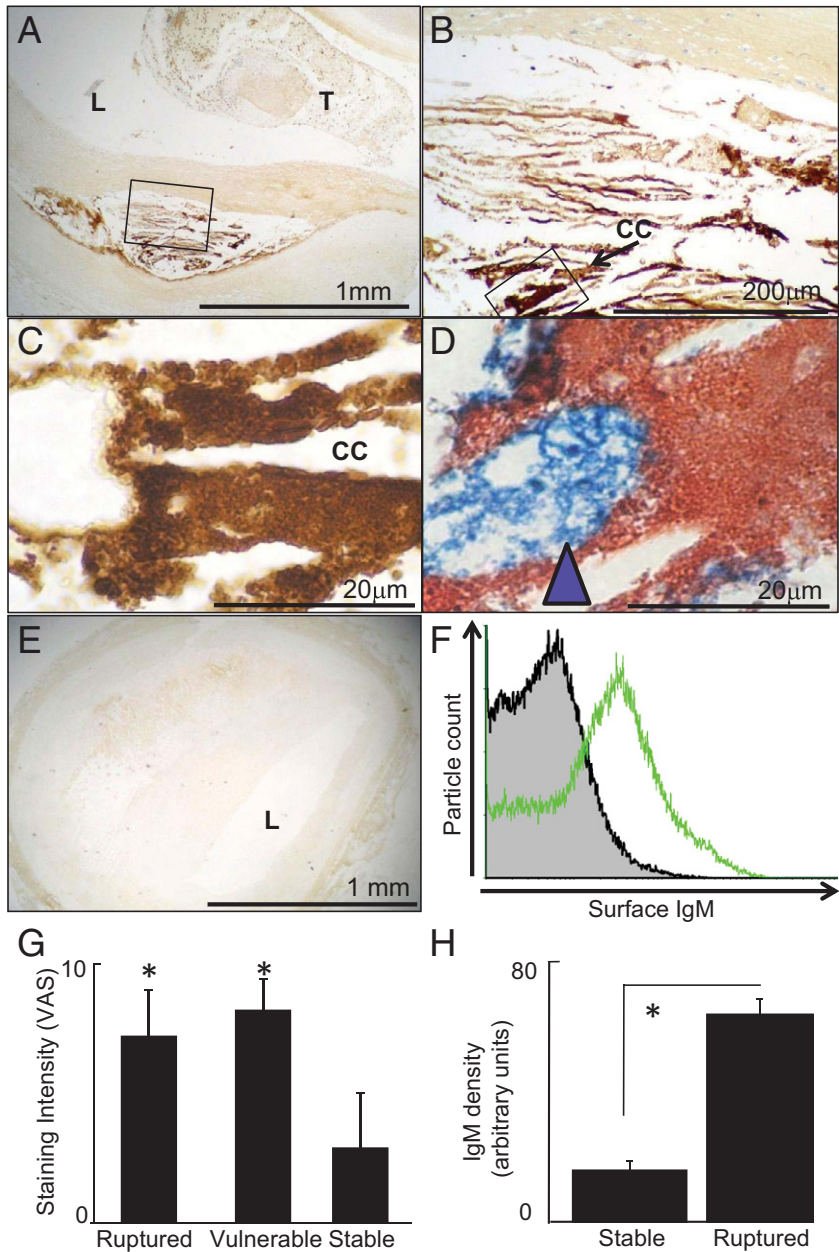 A
L
T
1mm
B
CC
200μm
C
CC
20μm
D
20μm
E
L
1 mm
F
Particle count
Surface IgM
G
10
Staining Intensity (VAS)
0
* *
Ruptured Vulnerable Stable
H
80
IgM density
(arbitrary units)
0
*
Stable Ruptured